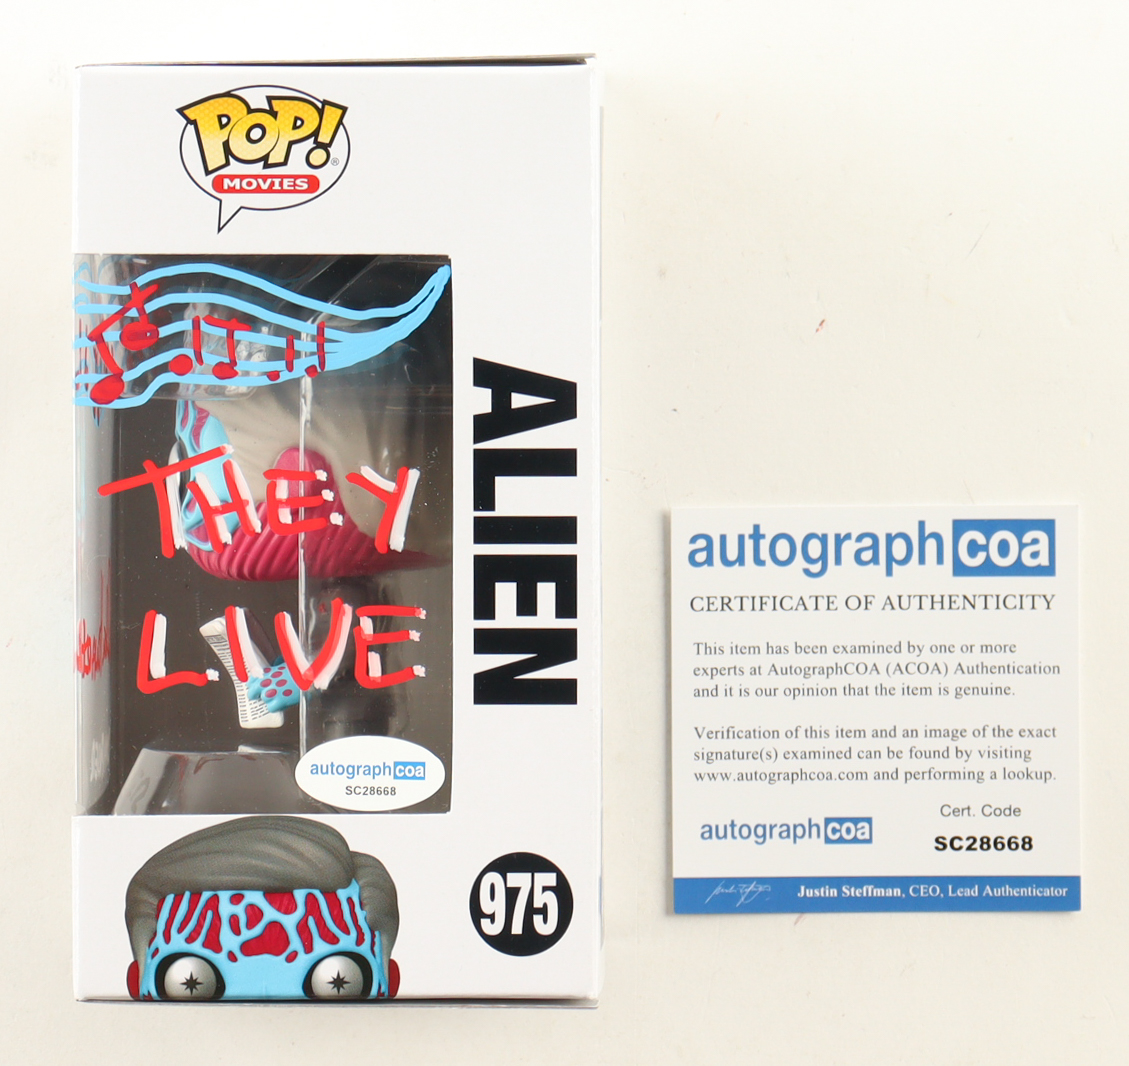 POP!
MOVIES
THEY
LIVE
ALIEN
autographcoa
SC28668
975
autographcoa
CERTIFICATE OF AUTHENTICITY
This item has been examined by one or more
experts at AutographCOA (ACOA) Authentication
and it is our opinion that the item is genuine.
Verification of this item and an image of the exact
signature(s) examined can be found by visiting
www.autographcoa.com and performing a lookup.
Cert. Code
autographcoa
SC28668
Justin Steffman, CEO, Lead Authenticator